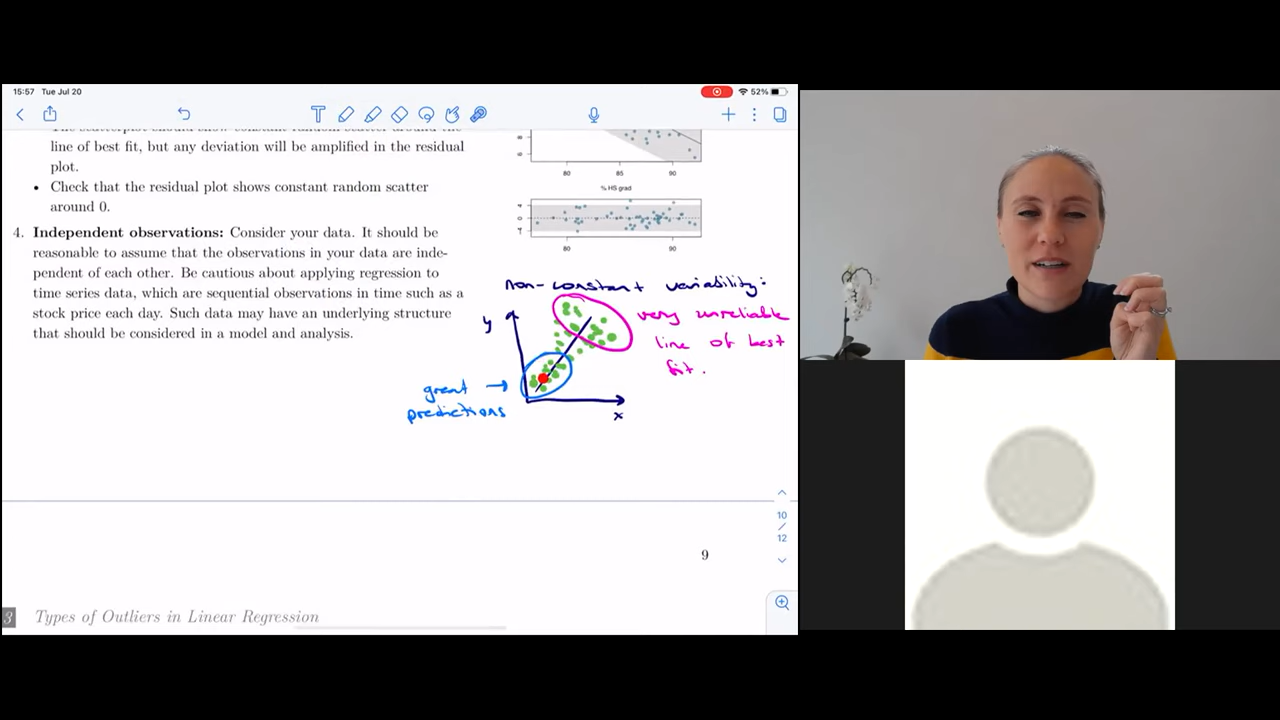 15:57 Tue Jul 20
52%
line of best fit, but any deviation will be amplified in the residual
plot.
• Check that the residual plot shows constant random scatter
around 0.
4. Independent observations: Consider your data. It should be
reasonable to assume that the observations in your data are inde-
pendent of each other. Be cautious about applying regression to
time series data, which are sequential observations in time such as a
stock price each day. Such data may have an underlying structure
that should be considered in a model and analysis.
80 85 90
% HS grad
4
0
-4
80 90
non-constant variability:
y
very unreliable
line of best
fit.
great →
predictions
x
10
/
12
9
3 Types of Outliers in Linear Regression